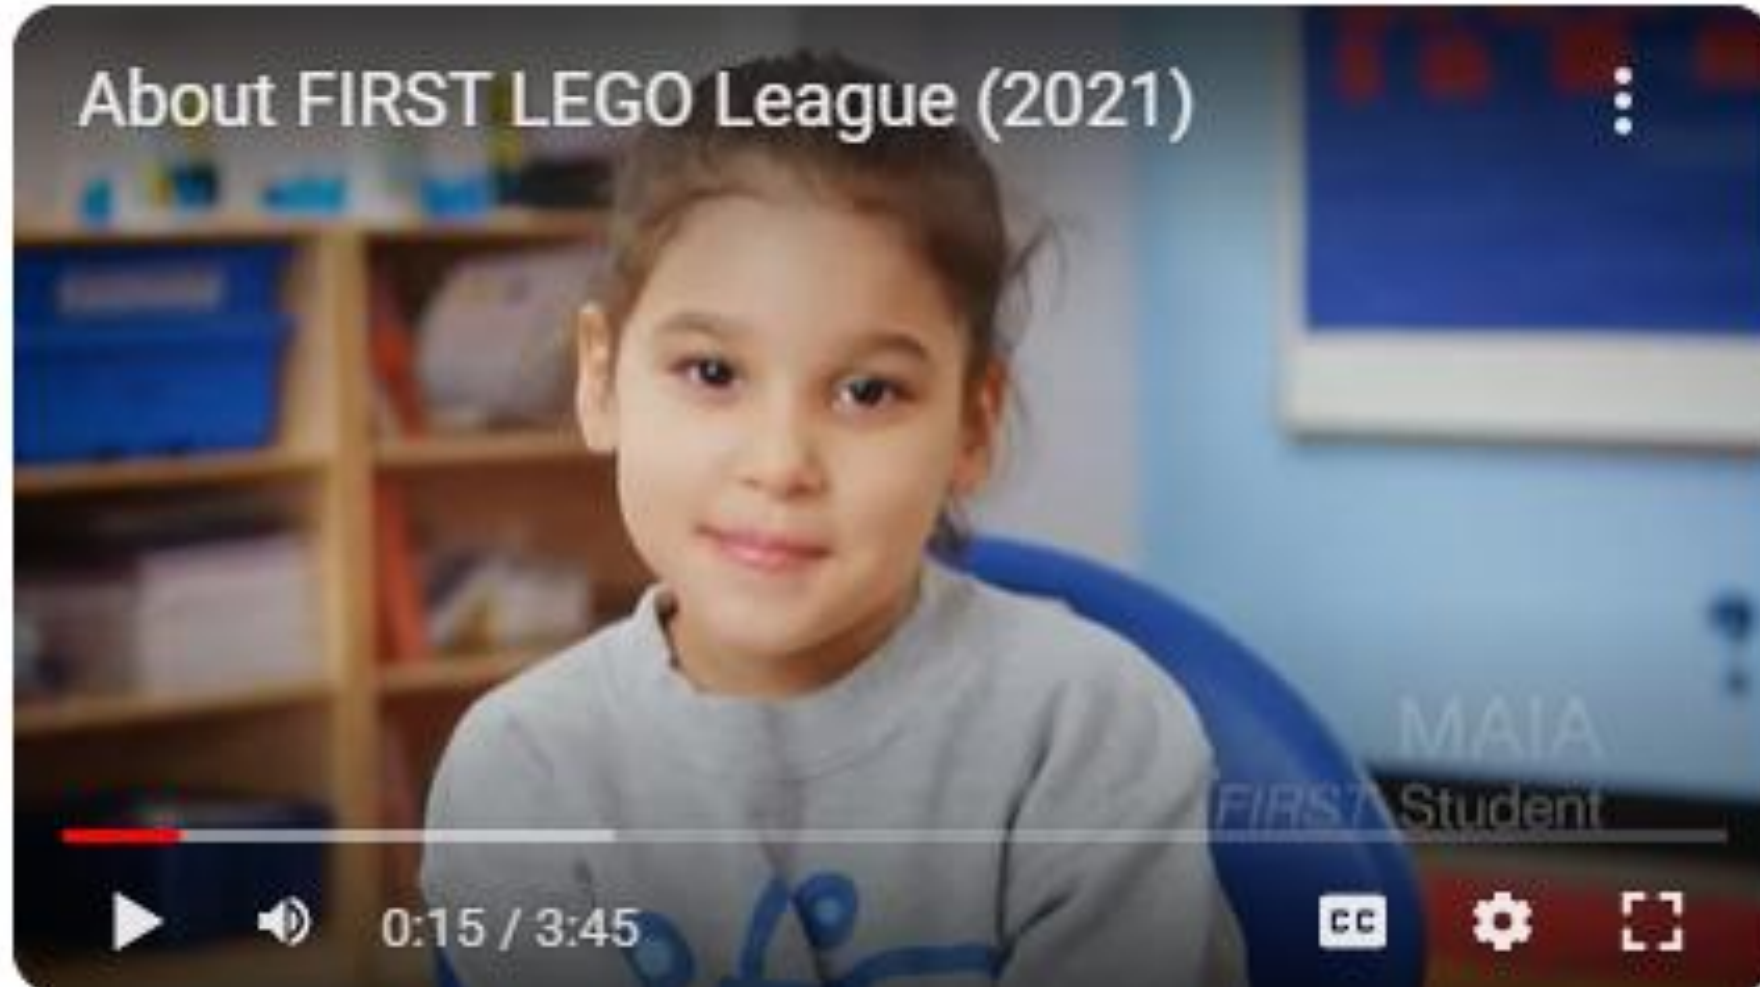 About FIRST LEGO League (2021)
MAIA
FIRST Student
0:15 / 3:45
CC